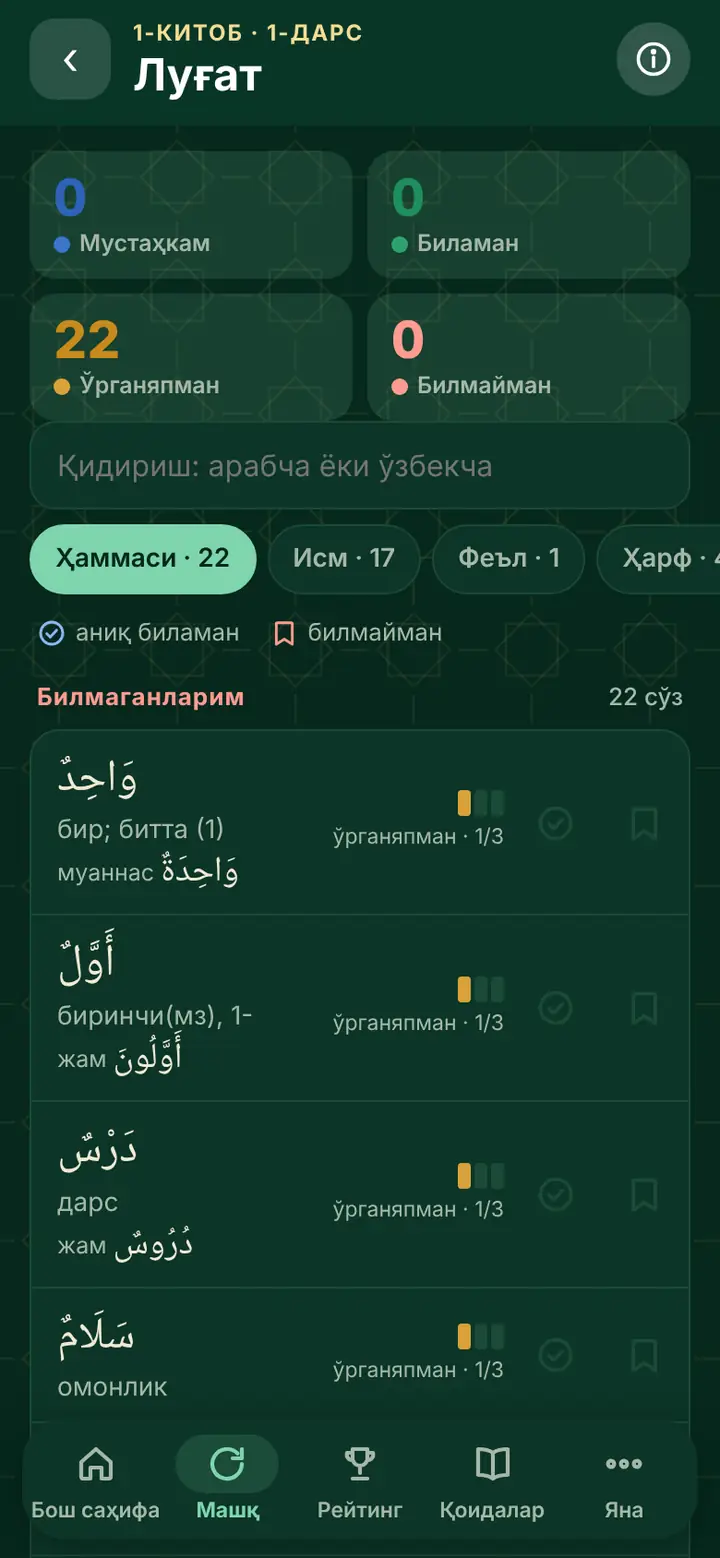 1-КИТОБ · 1-ДАРС
Луғат
0
Мустаҳкам
0
Биламан
22
Ўрганяпман
0
Билмайман
Қидириш: арабча ёки ўзбекча
Ҳаммаси · 22
Исм · 17
Феъл · 1
Ҳарф ·
аниқ биламан
билмайман
Билмаганларим
22 сўз
وَاحِدٌ
бир; битта (1)
муаннас وَاحِدَةٌ
ўрганяпман · 1/3
أَوَّلٌ
биринчи(мз), 1-
жам أَوَّلُونَ
ўрганяпман · 1/3
دَرْسٌ
дарс
жам دُرُوسٌ
ўрганяпман · 1/3
سَلَامٌ
омонлик
ўрганяпман · 1/3
Бош саҳифа
Машқ
Рейтинг
Қоидалар
Яна